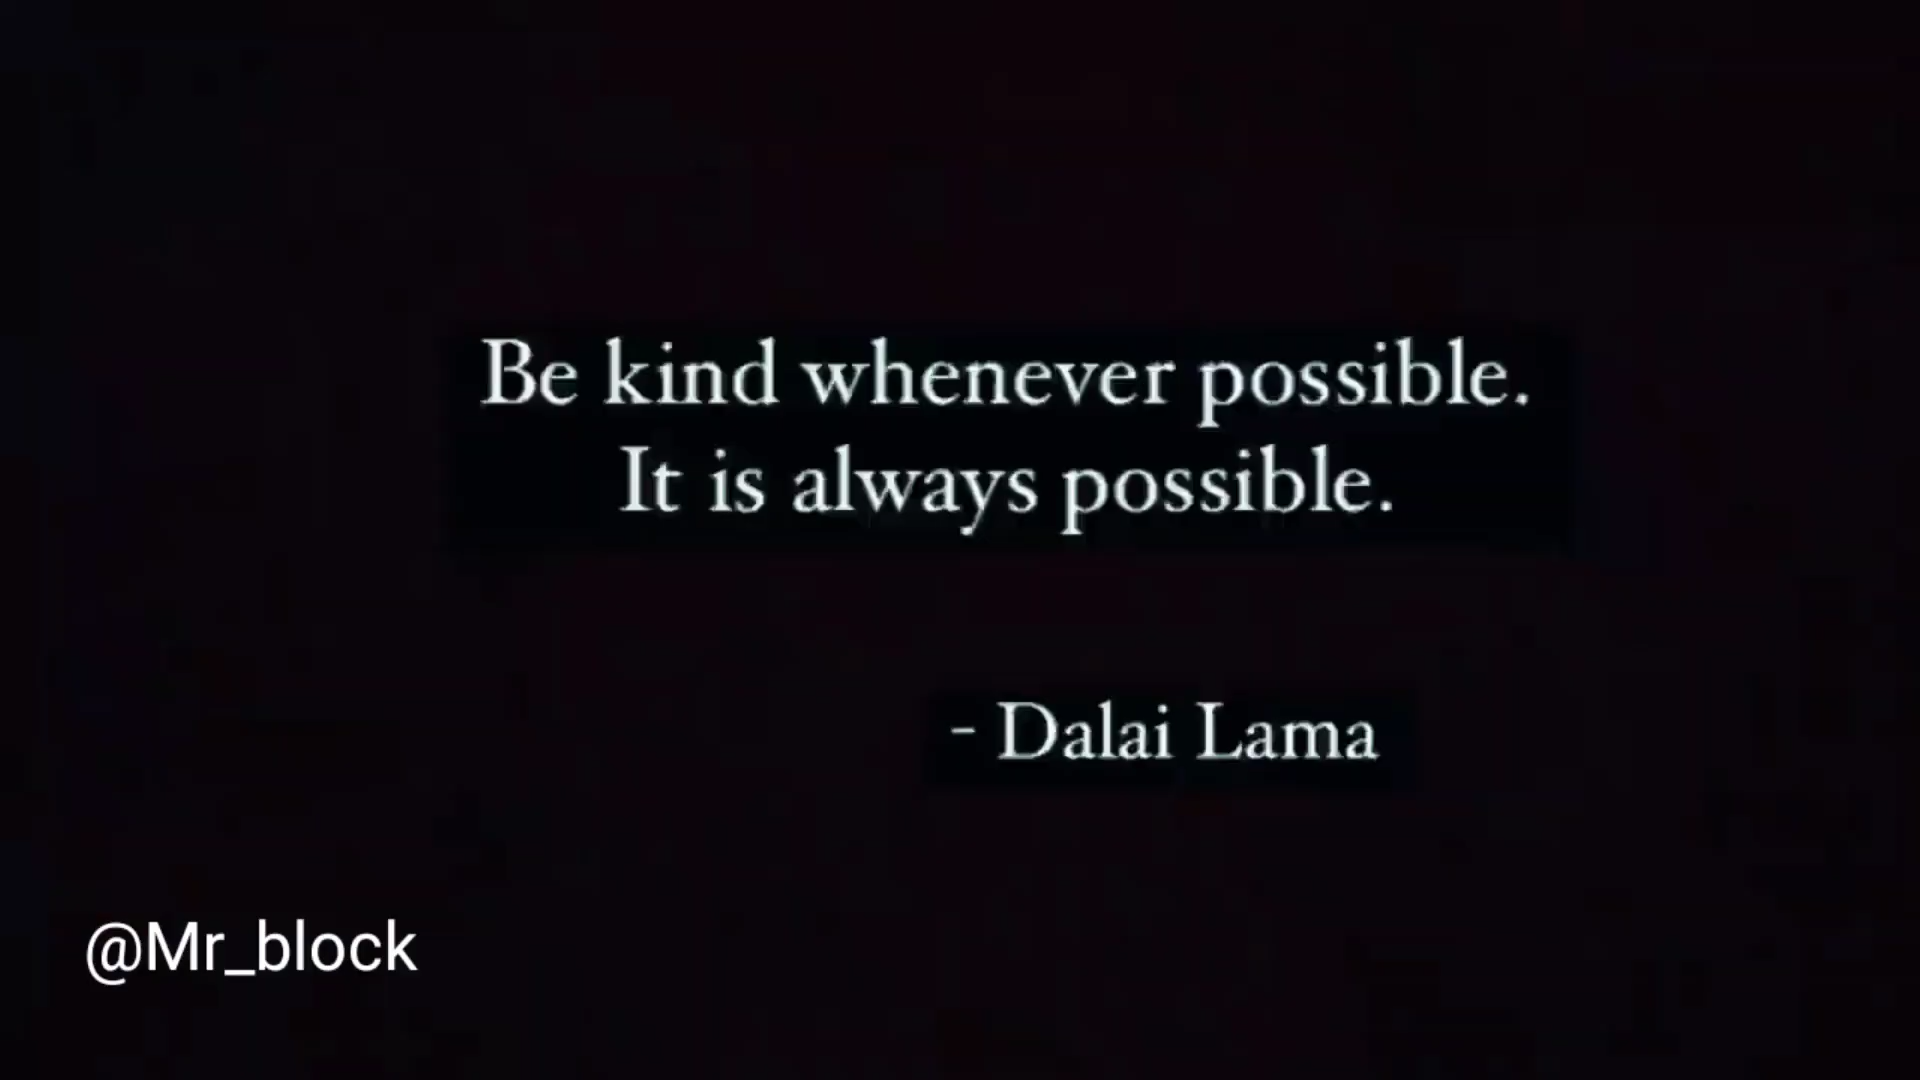 Be kind whenever possible.
It is always possible.
- Dalai Lama
@Mr_block